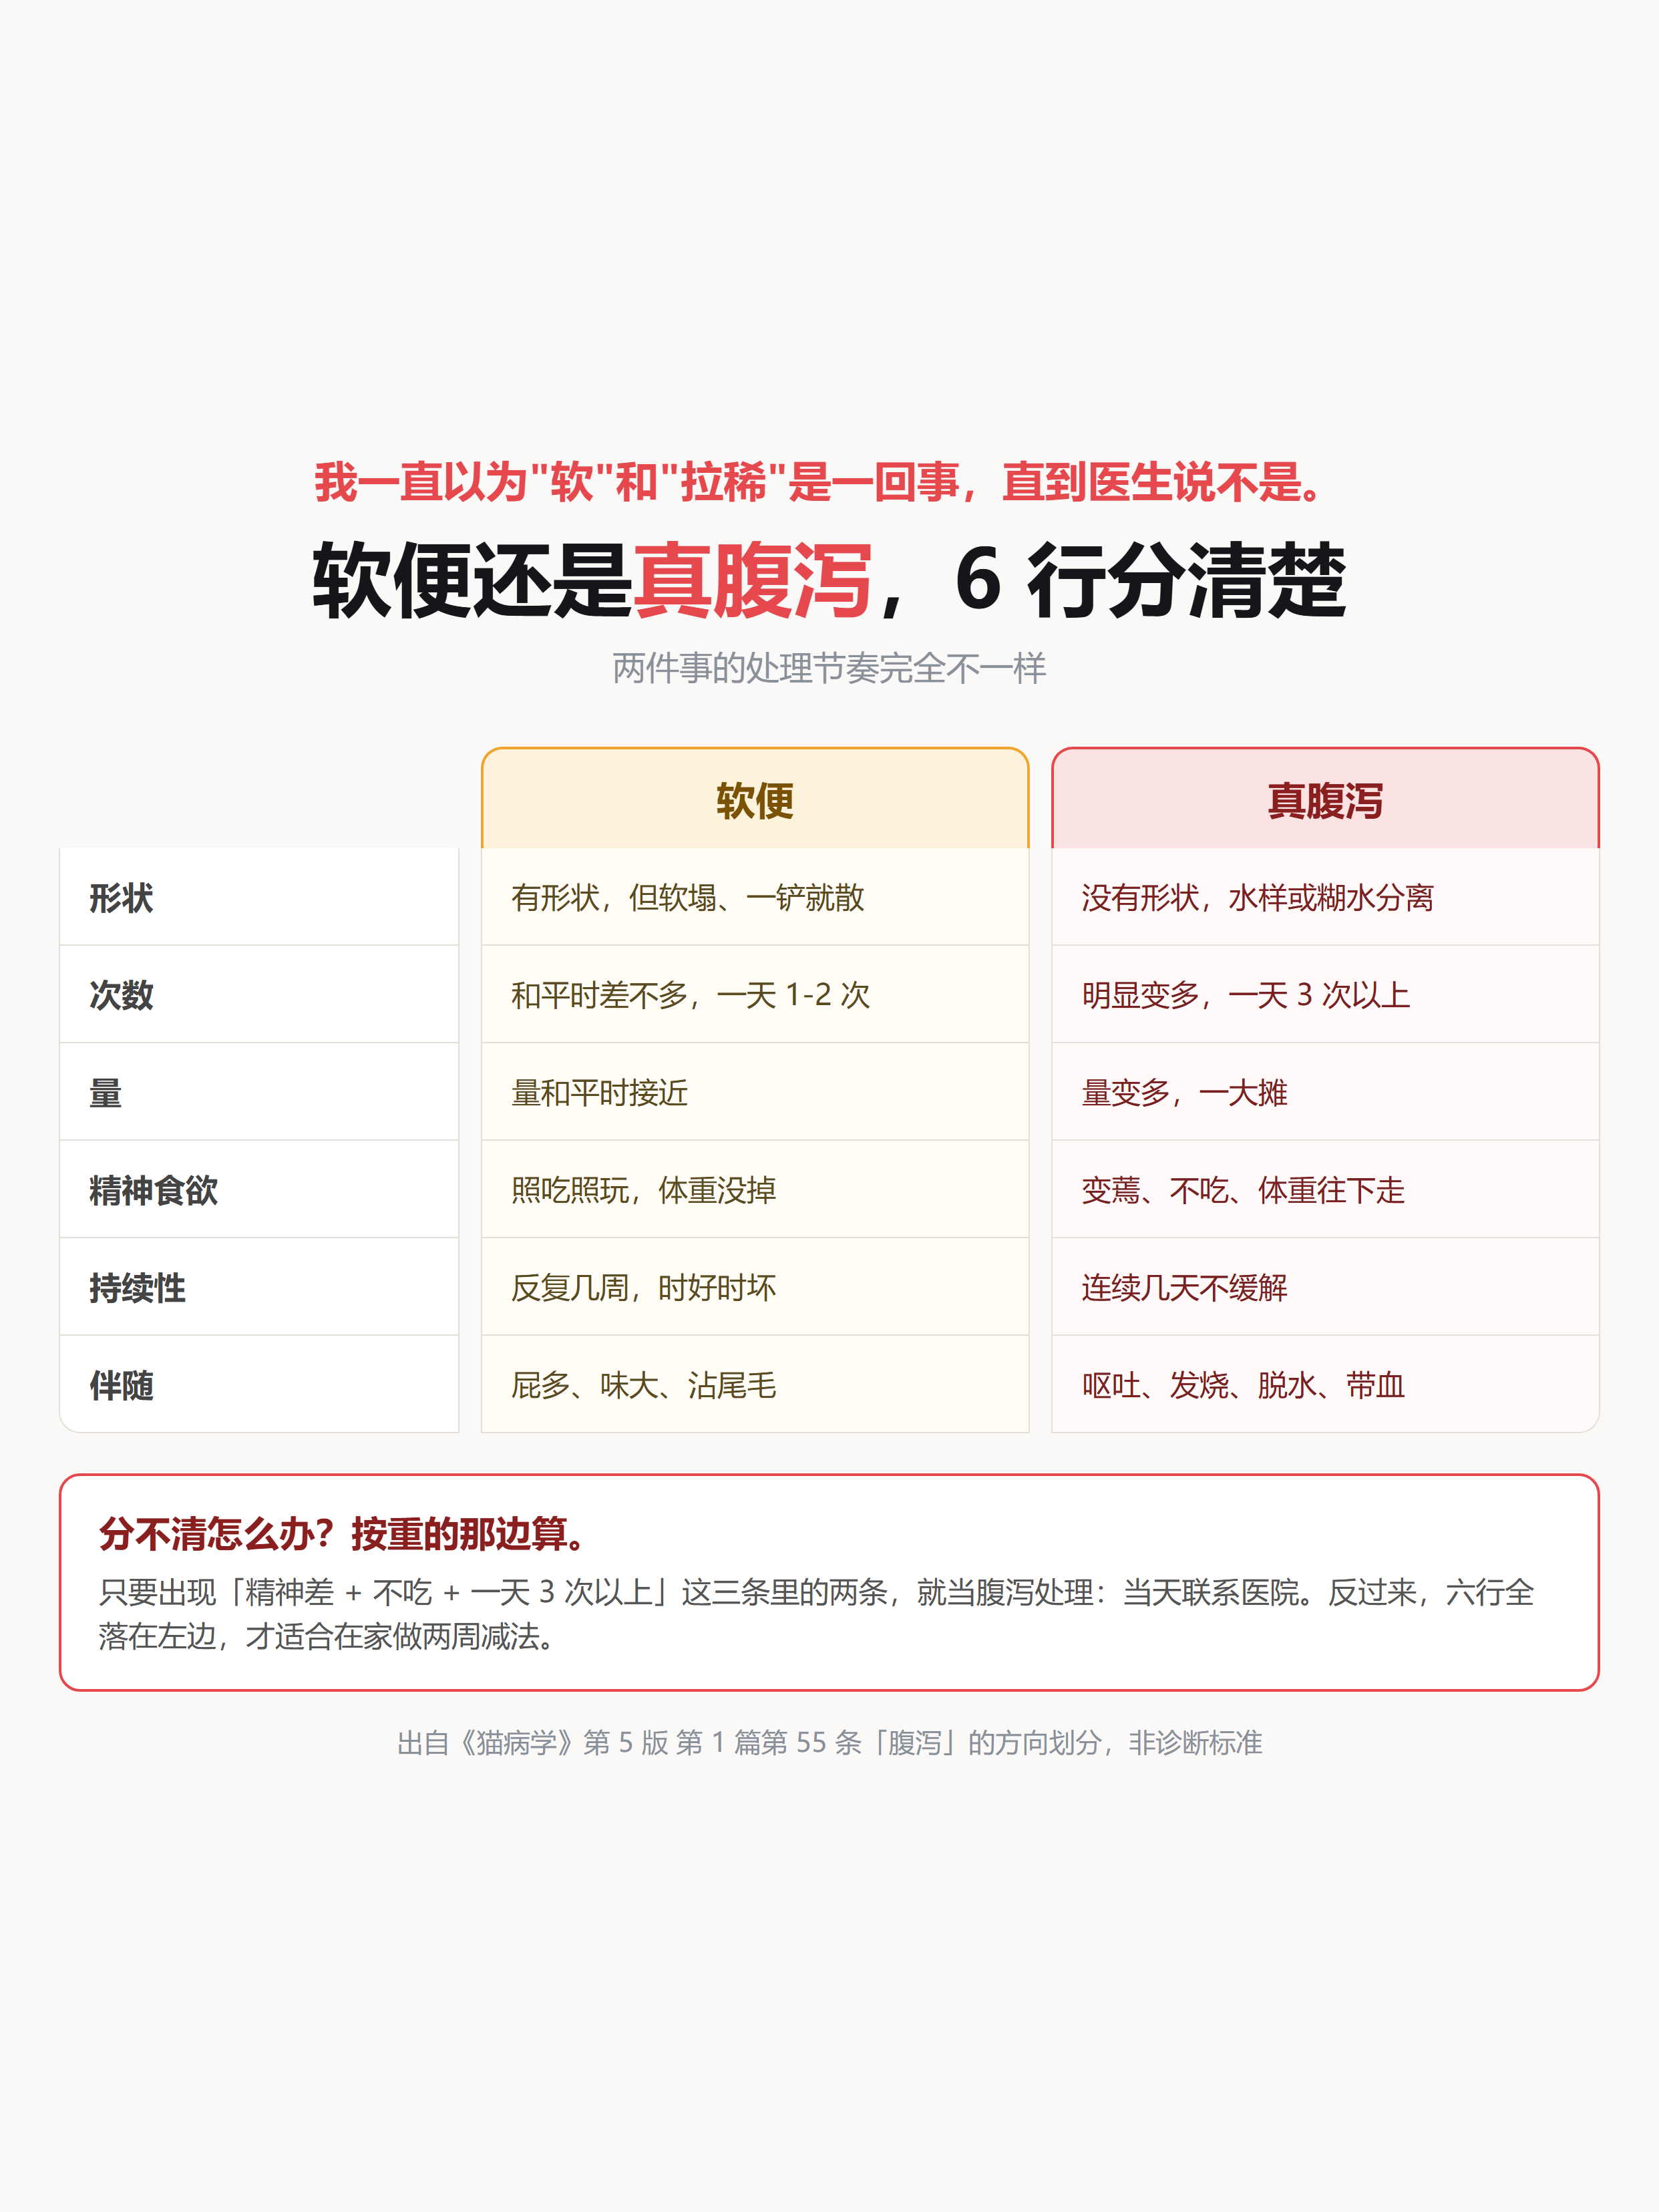 我一直以为"软"和"拉稀"是一回事，直到医生说不是。
软便还是真腹泻，6 行分清楚
两件事的处理节奏完全不一样
软便 真腹泻
形状 有形状，但软塌、一铲就散 没有形状，水样或糊水分离
次数 和平时差不多，一天 1-2 次 明显变多，一天 3 次以上
量 量和平时接近 量变多，一大摊
精神食欲 照吃照玩，体重没掉 变蔫、不吃、体重往下走
持续性 反复几周，时好时坏 连续几天不缓解
伴随 屁多、味大、沾尾毛 呕吐、发烧、脱水、带血
分不清怎么办？按重的那边算。
只要出现「精神差 + 不吃 + 一天 3 次以上」这三条里的两条，就当腹泻处理：当天联系医院。反过来，六行全
落在左边，才适合在家做两周减法。
出自《猫病学》第 5 版 第 1 篇第 55 条「腹泻」的方向划分，非诊断标准